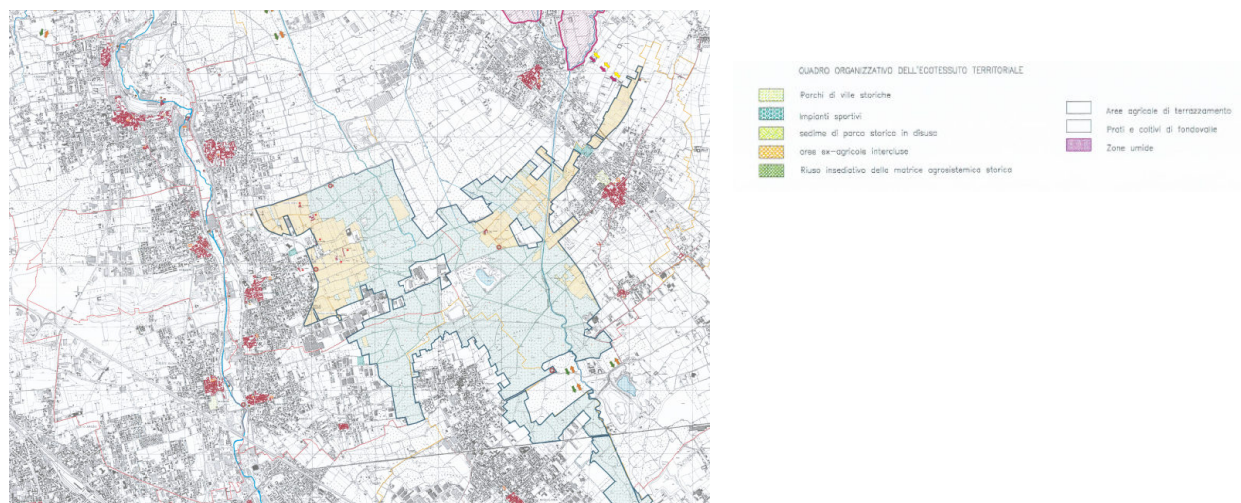 QUADRO ORGANIZZATIVO DELL'ECOTESSUTO TERRITORIALE
Parchi di ville storiche
Impianti sportivi
sedime di parco storico in disuso
aree ex-agricole intercluse
Riuso insediativo della matrice agrosistemica storica
Aree agricole di terrazzamento
Prati e coltivi di fondovalle
Zone umide